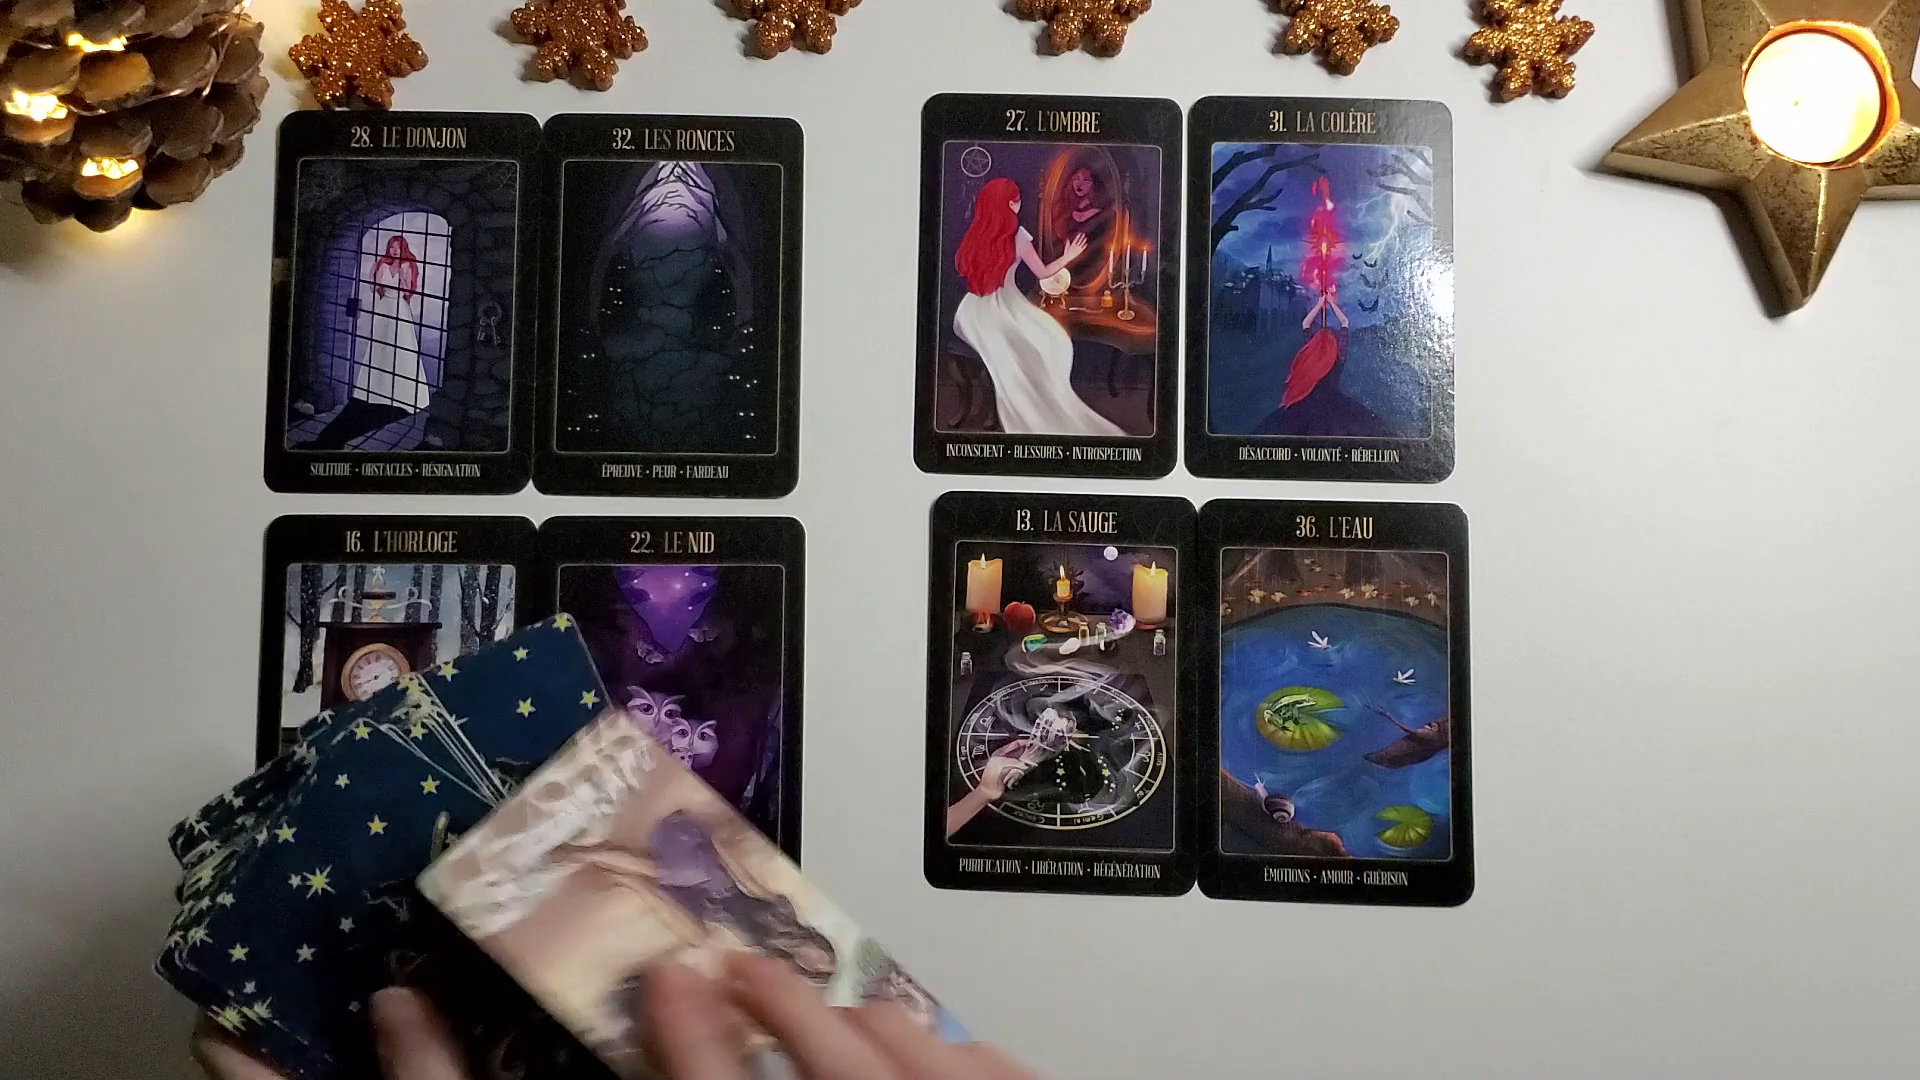 28. LE DONJON
SOLITUDE • OBSTACLES • RÉSIGNATION
32. LES RONCES
ÉPREUVE • PEUR • FARDEAU
27. L'OMBRE
INCONSCIENT • BLESSURES • INTROSPECTION
31. LA COLÈRE
DÉSACCORD • VOLONTÉ • RÉBELLION
16. L'HORLOGE
22. LE NID
13. LA SAUGE
PURIFICATION • LIBÉRATION • RÉGÉNÉRATION
36. L'EAU
ÉMOTIONS • AMOUR • GUÉRISON